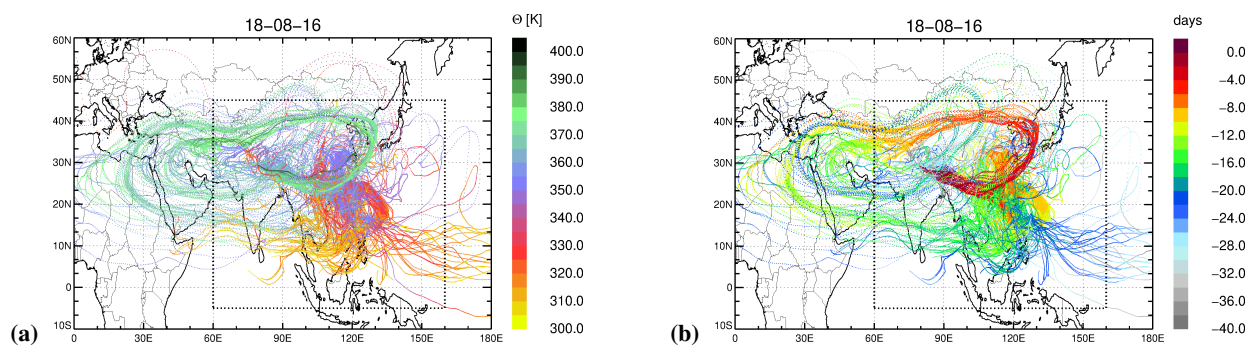 18−08−16
Θ [K]
60N
50N
40N
30N
20N
10N
0
10S
0
30E
60E
90E
120E
150E
180E
400.0
390.0
380.0
370.0
360.0
350.0
340.0
330.0
320.0
310.0
300.0
(a)
18−08−16
days
60N
50N
40N
30N
20N
10N
0
10S
0
30E
60E
90E
120E
150E
180E
0.0
−4.0
−8.0
−12.0
−16.0
−20.0
−24.0
−28.0
−32.0
−36.0
−40.0
(b)